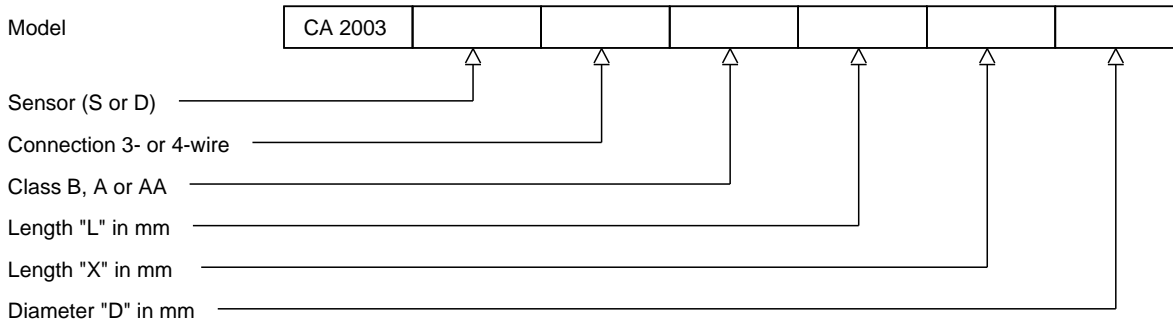 Model CA 2003
Sensor (S or D)
Connection 3- or 4-wire
Class B, A or AA
Length "L" in mm
Length "X" in mm
Diameter "D" in mm